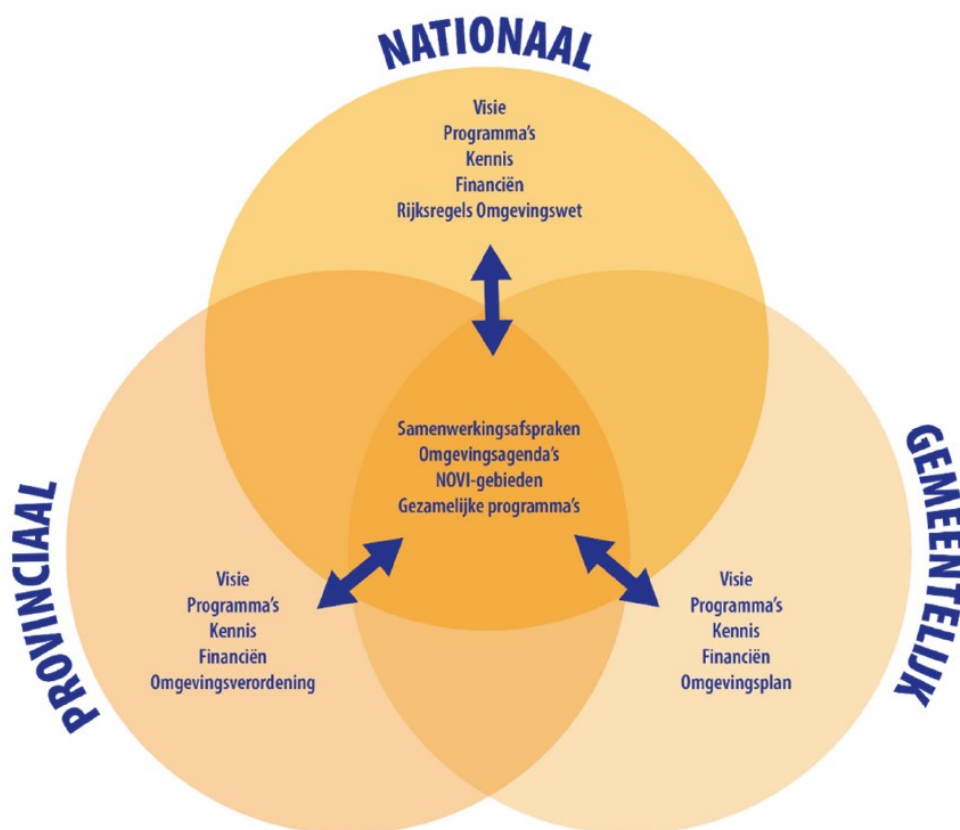 NATIONAAL
Visie
Programma's
Kennis
Financiën
Rijksregels Omgevingswet
Samenwerkingsafspraken
Omgevingsagenda's
NOVI-gebieden
Gezamelijke programma's
PROVINCIAAL
Visie
Programma's
Kennis
Financiën
Omgevingsverordening
GEMEENTELIJK
Visie
Programma's
Kennis
Financiën
Omgevingsplan